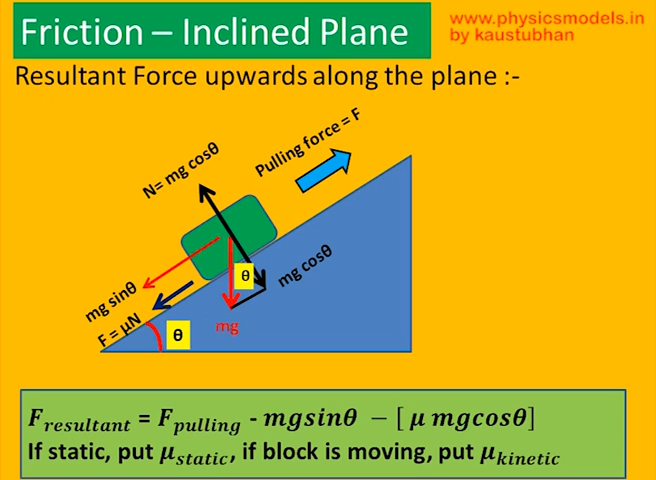 Friction – Inclined Plane
www.physicsmodels.in
by kaustubhan
Resultant Force upwards along the plane :-
Pulling force = F
N= mg cosθ
mg cosθ
θ
mg sinθ
F = μN
θ
mg
F_resultant = F_pulling - mgsinθ − [ μ mgcosθ]
If static, put μ_static, if block is moving, put μ_kinetic